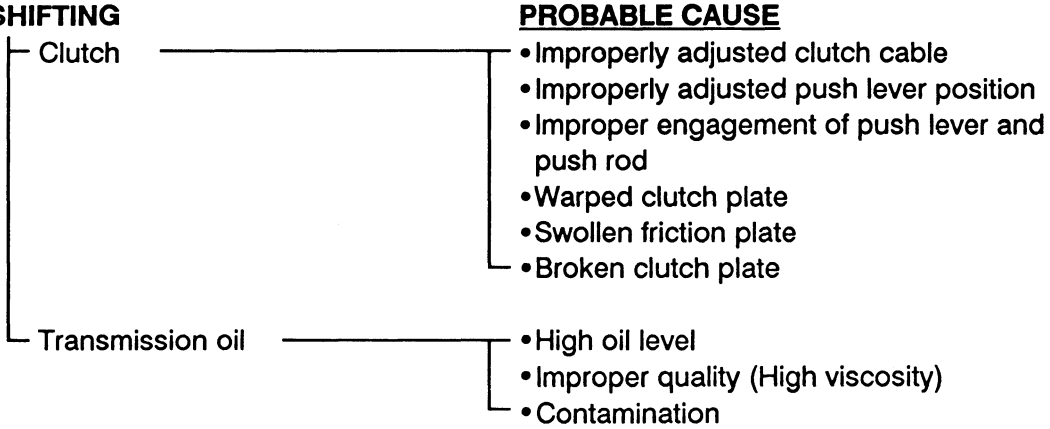 SHIFTING
PROBABLE CAUSE
Clutch
•Improperly adjusted clutch cable
•Improperly adjusted push lever position
•Improper engagement of push lever and
push rod
•Warped clutch plate
•Swollen friction plate
•Broken clutch plate
Transmission oil
•High oil level
•Improper quality (High viscosity)
•Contamination